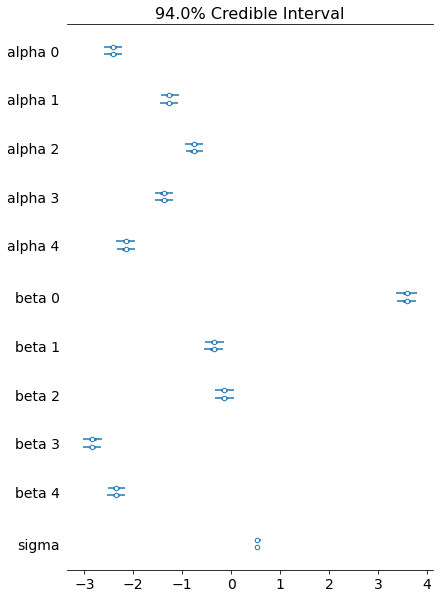 94.0% Credible Interval
alpha 0
alpha 1
alpha 2
alpha 3
alpha 4
beta 0
beta 1
beta 2
beta 3
beta 4
sigma
−3 −2 −1 0 1 2 3 4